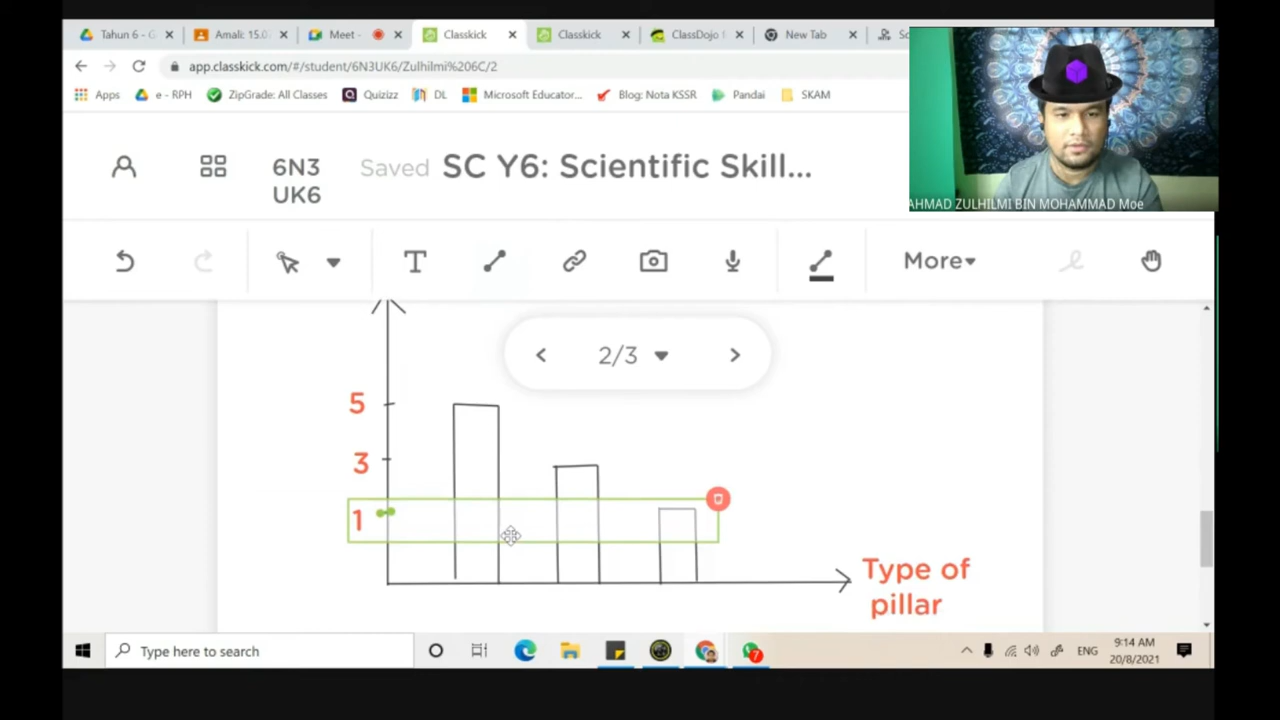 Tahun 6 - G
Amali: 15.0
Meet -
Classkick
Classkick
ClassDojo
New Tab
app.classkick.com/#/student/6N3UK6/Zulhilmi%206C/2
Apps
e - RPH
ZipGrade: All Classes
Quizizz
DL
Microsoft Educator...
Blog: Nota KSSR
Pandai
SKAM
AHMAD ZULHILMI BIN MOHAMMAD Moe
6N3
UK6
Saved
SC Y6: Scientific Skill...
T
More
2/3
5
3
1
Type of
pillar
Type here to search
7
ENG
9:14 AM
20/8/2021